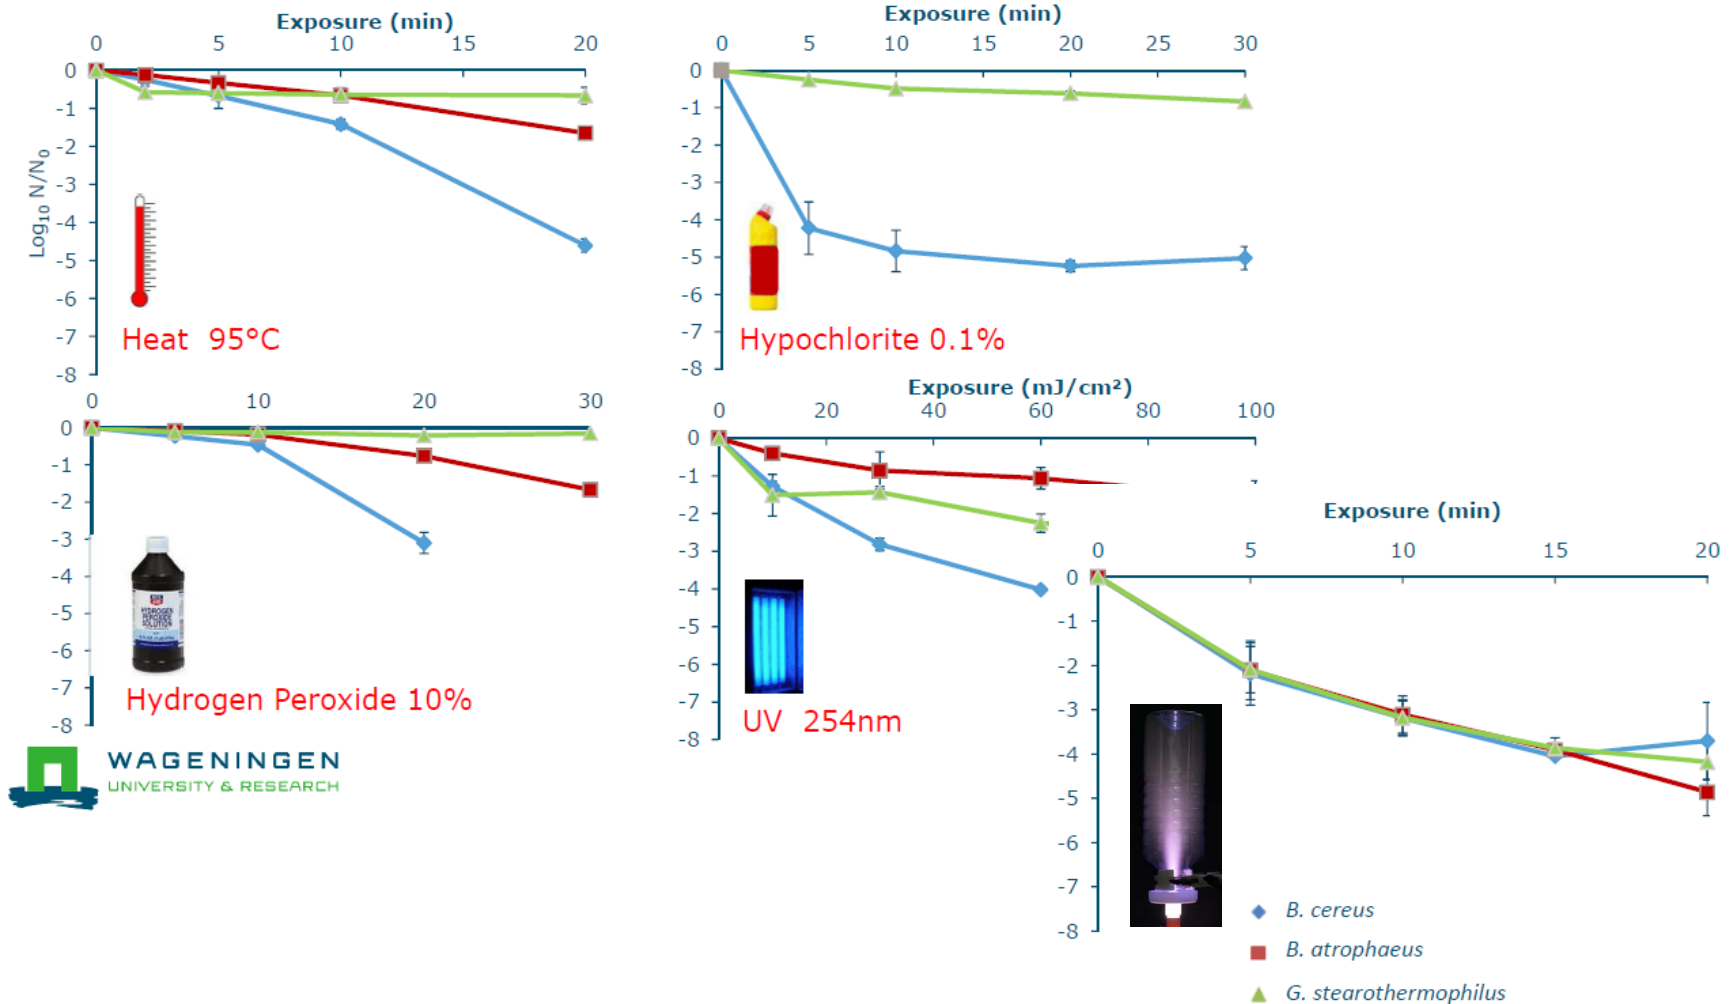 Exposure (min)
0 5 10 15 20
0
-1
-2
-3
-4
-5
-6
-7
-8
Log10 N/N0
Heat 95°C
Exposure (min)
0 5 10 15 20 25 30
0
-1
-2
-3
-4
-5
-6
-7
-8
Hypochlorite 0.1%
0 10 20 30
0
-1
-2
-3
-4
-5
-6
-7
-8
HYDROGEN
PEROXIDE
SOLUTION
Hydrogen Peroxide 10%
Exposure (mJ/cm²)
0 20 40 60 80 100
0
-1
-2
-3
-4
-5
-6
-7
-8
UV 254nm
Exposure (min)
0 5 10 15 20
0
-1
-2
-3
-4
-5
-6
-7
-8
B. cereus
B. atrophaeus
G. stearothermophilus
WAGENINGEN
UNIVERSITY & RESEARCH